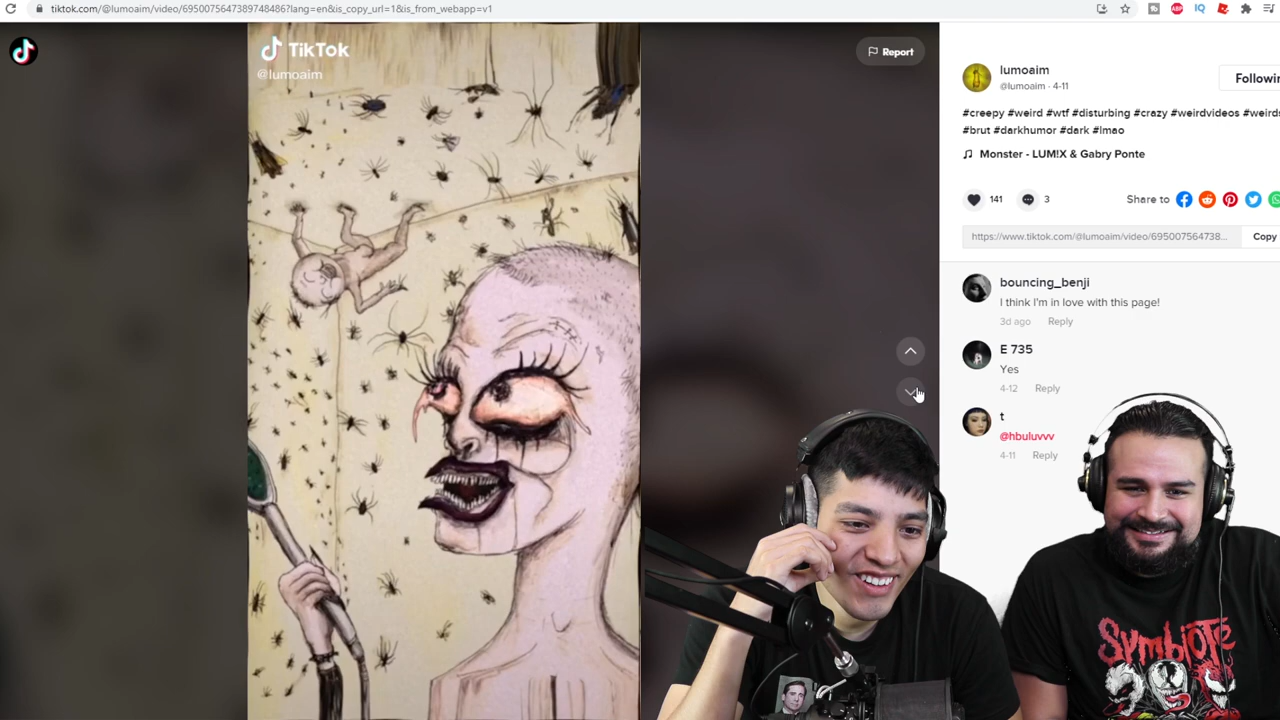 tiktok.com/@lumoaim/video/6950075647389748486?lang=en&is_copy_url=1&is_from_webapp=v1
TikTok
@lumoaim
Report
lumoaim
@lumoaim · 4-11
Followin
#creepy #weird #wtf #disturbing #crazy #weirdvideos #weirds
#brut #darkhumor #dark #lmao
Monster - LUM!X & Gabry Ponte
141
3
Share to
https://www.tiktok.com/@lumoaim/video/695007564738...
Copy
bouncing_benji
I think I'm in love with this page!
3d ago Reply
E 735
Yes
4-12 Reply
t
@hbuluvvv
4-11 Reply
SymbioTe